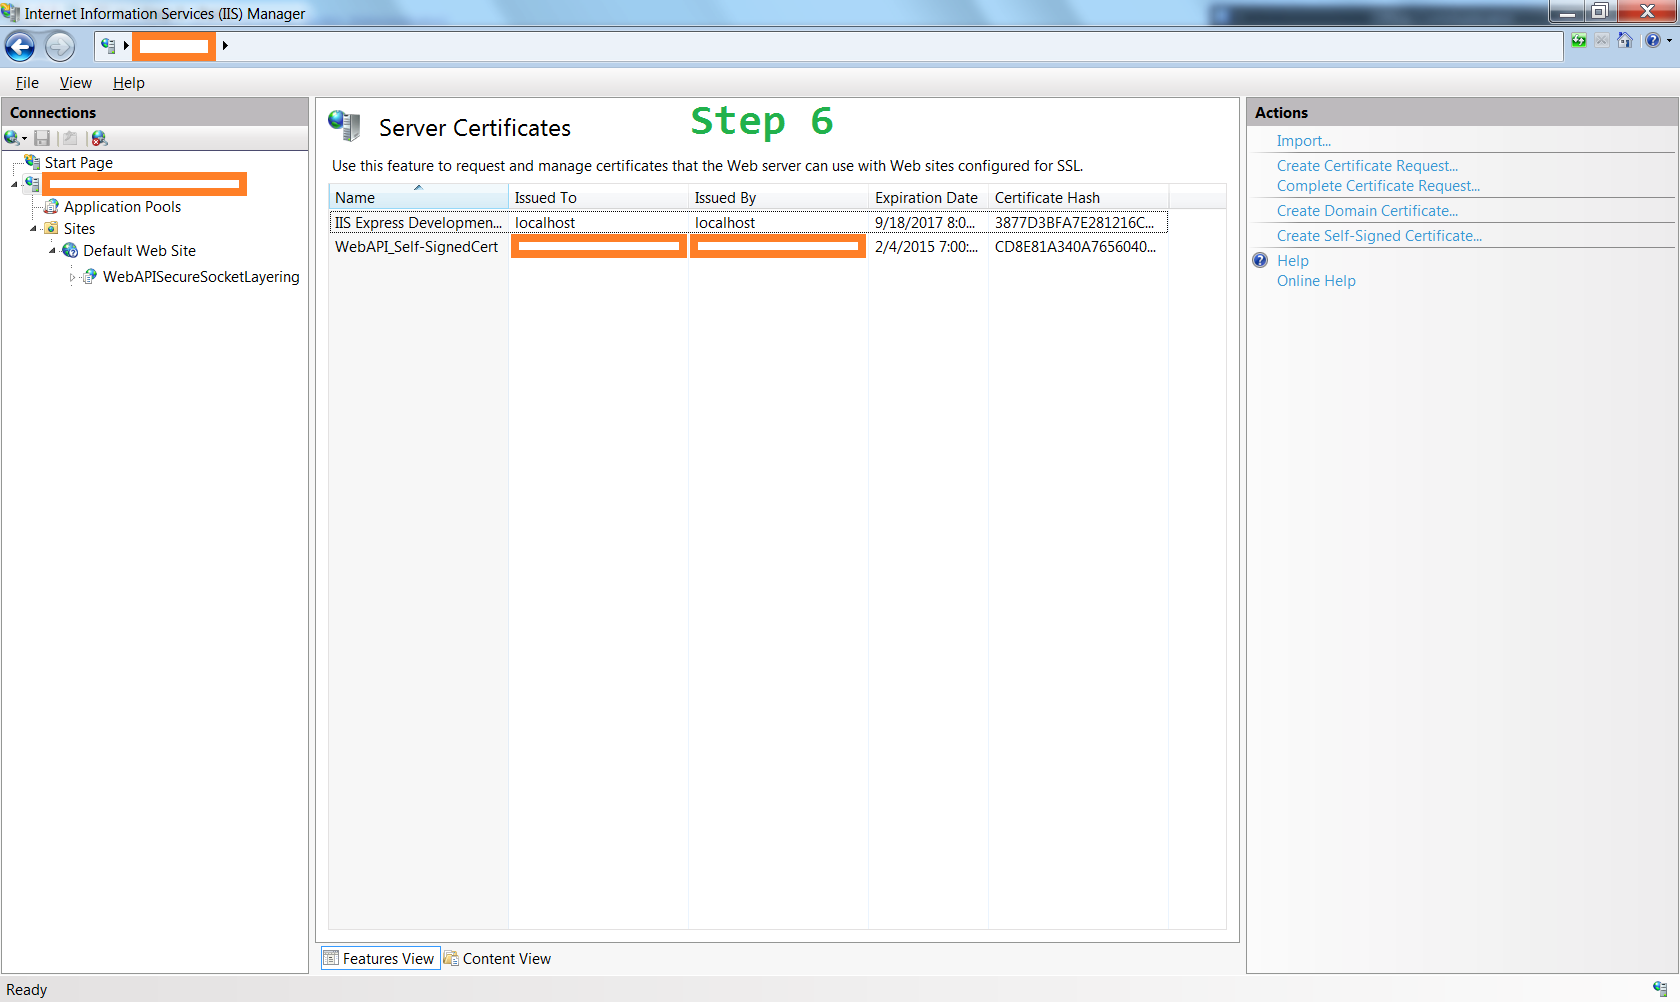 Internet Information Services (IIS) Manager
File View Help
Connections
Start Page
Application Pools
Sites
Default Web Site
WebAPISecureSocketLayering
Server Certificates
Step 6
Use this feature to request and manage certificates that the Web server can use with Web sites configured for SSL.
Name Issued To Issued By Expiration Date Certificate Hash
IIS Express Developmen... localhost localhost 9/18/2017 8:0... 3877D3BFA7E281216C...
WebAPI_Self-SignedCert 2/4/2015 7:00:... CD8E81A340A7656040...
Features View Content View
Actions
Import...
Create Certificate Request...
Complete Certificate Request...
Create Domain Certificate...
Create Self-Signed Certificate...
Help
Online Help
Ready